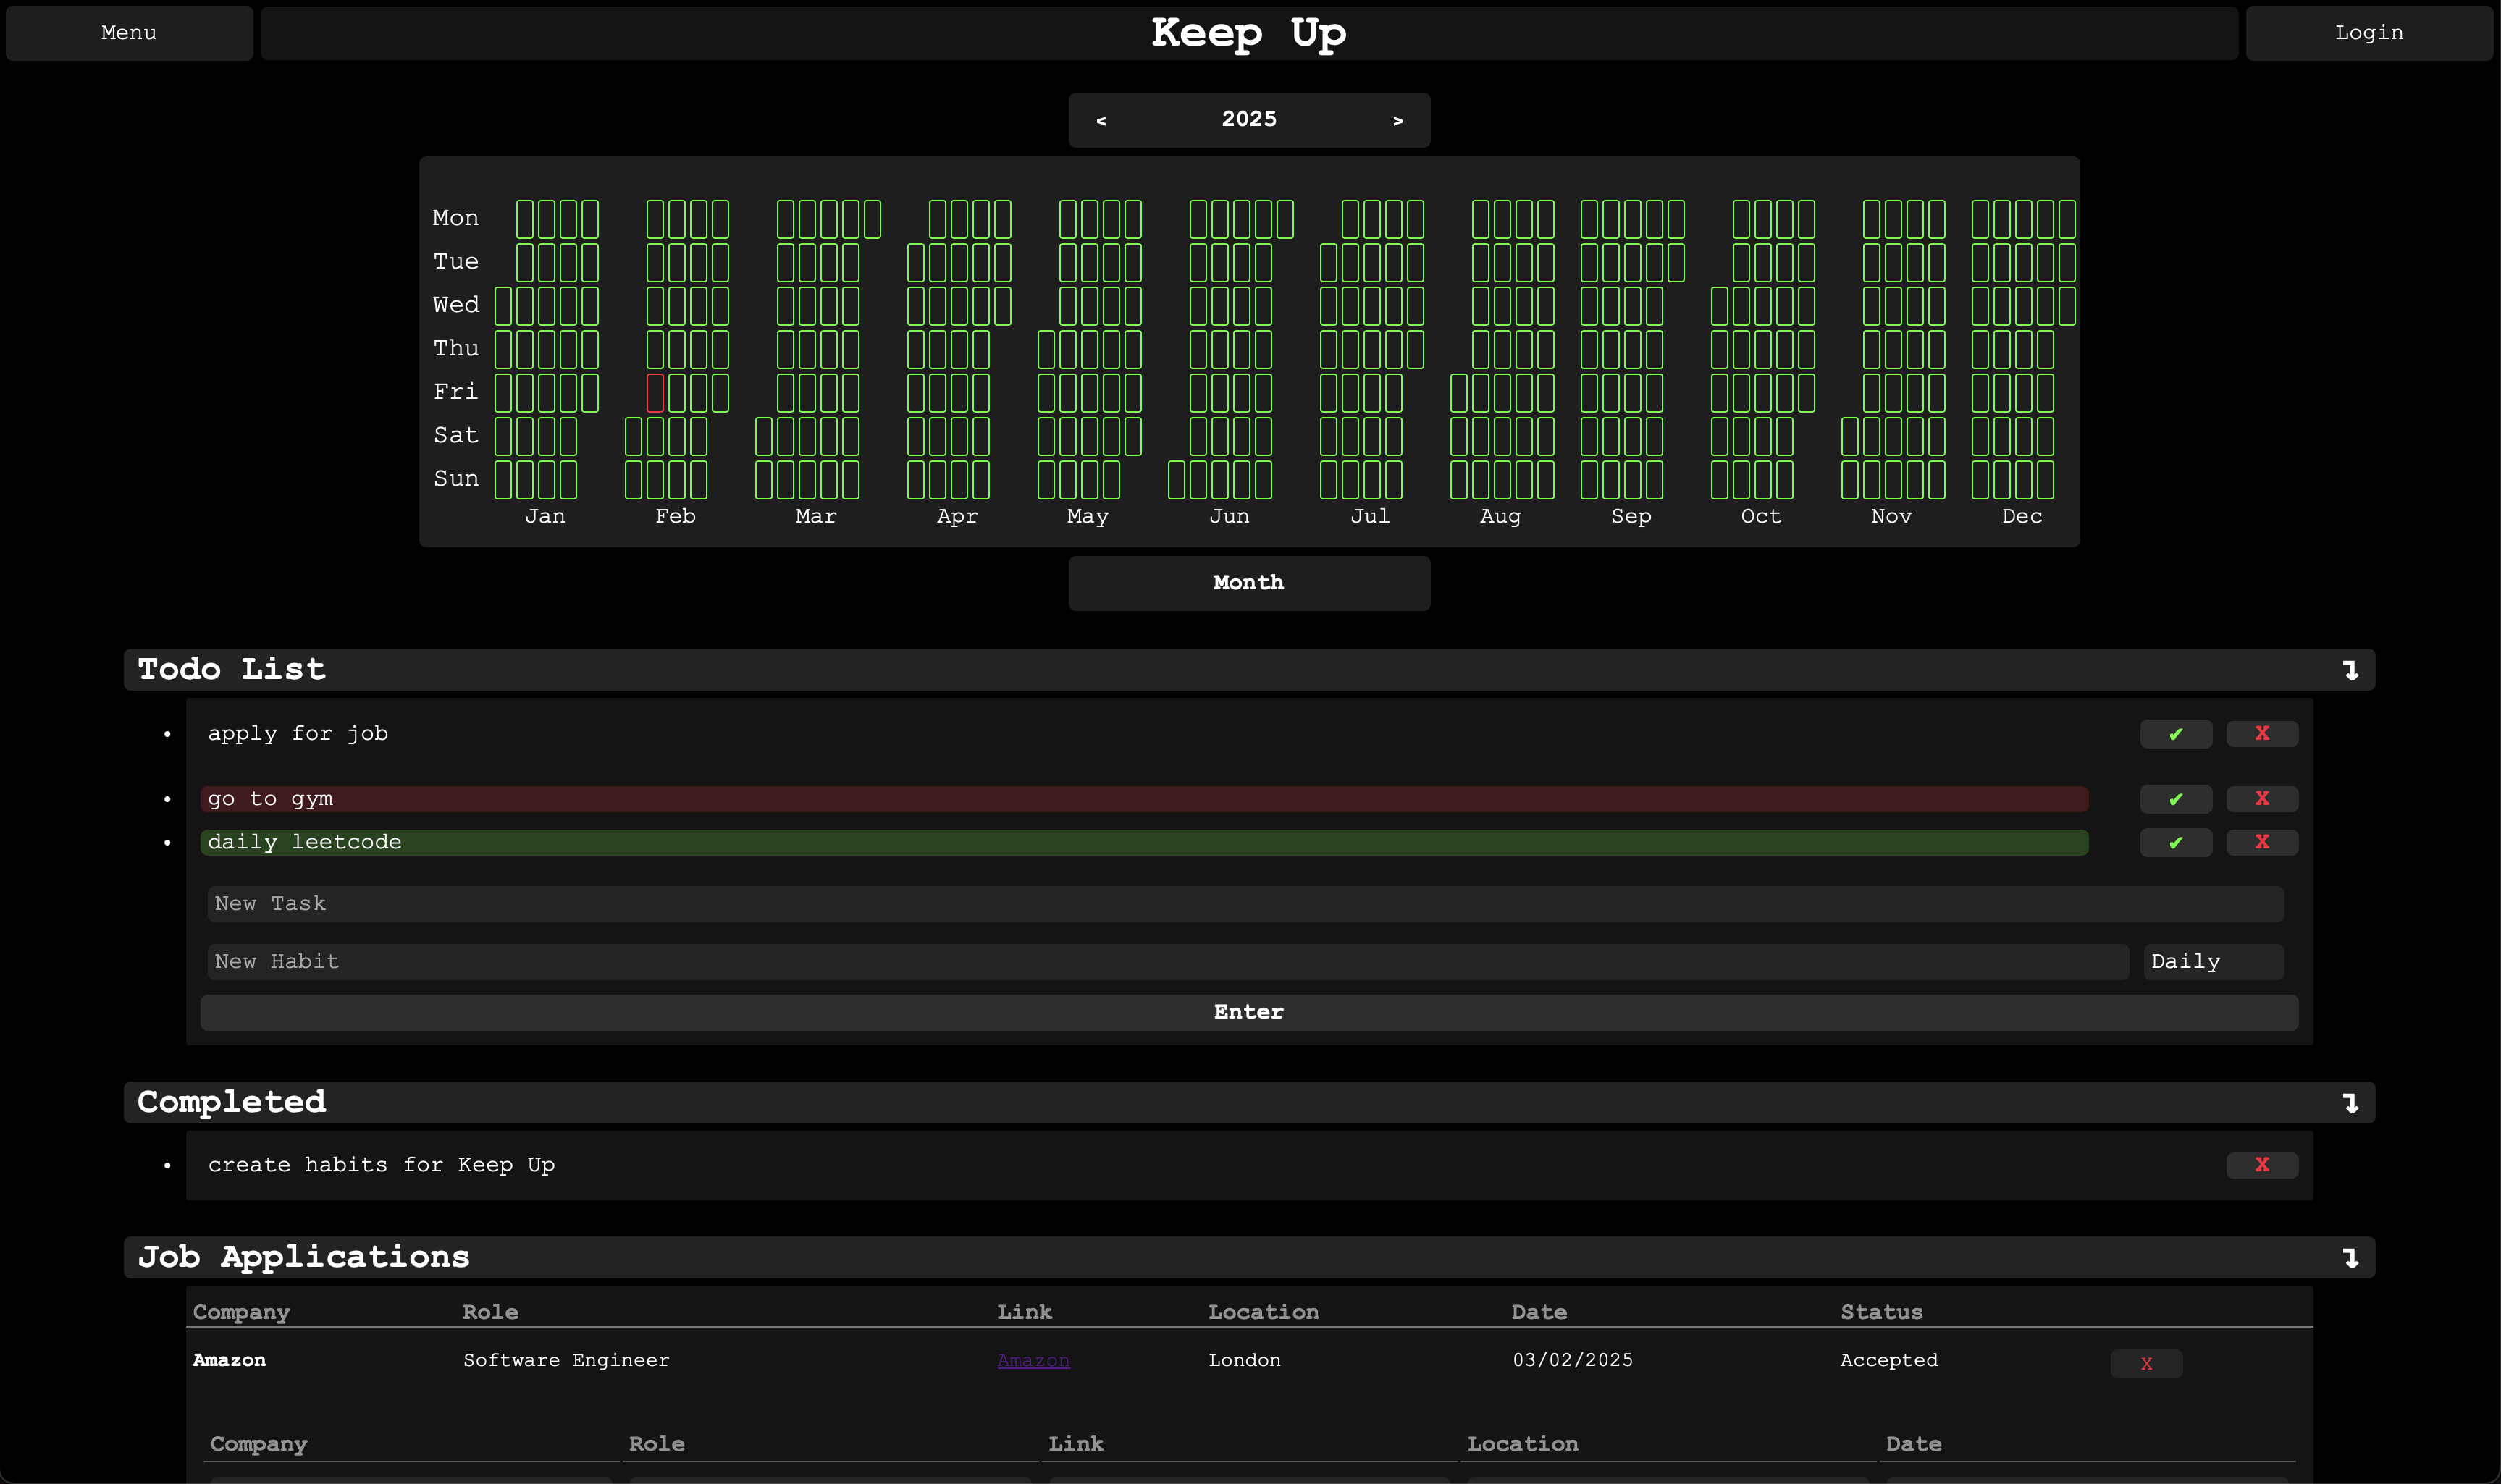 Menu Keep Up Login
< 2025 >
Mon
Tue
Wed
Thu
Fri
Sat
Sun
Jan Feb Mar Apr May Jun Jul Aug Sep Oct Nov Dec
Month
Todo List ↴
• apply for job ✔ X
• go to gym ✔ X
• daily leetcode ✔ X
New Task
New Habit Daily
Enter
Completed ↴
• create habits for Keep Up X
Job Applications ↴
Company Role Link Location Date Status
Amazon Software Engineer Amazon London 03/02/2025 Accepted X
Company Role Link Location Date